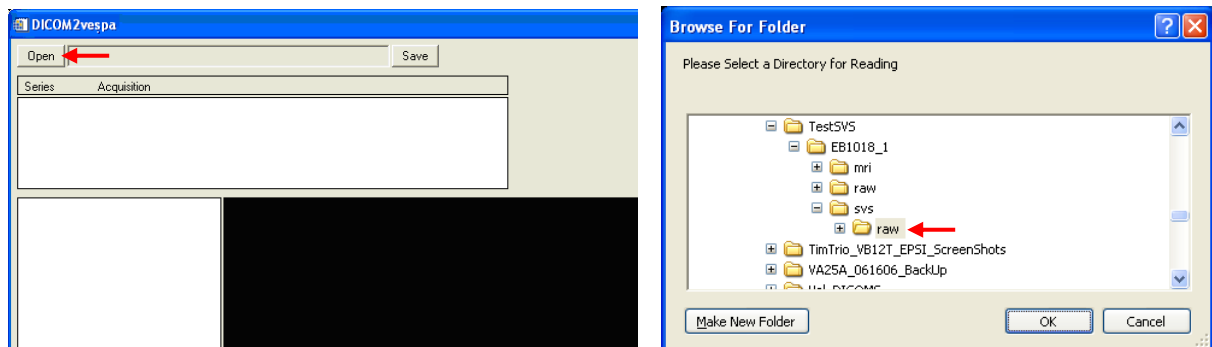 DICOM2vespa
Open
Save
Series Acquisition
Browse For Folder
Please Select a Directory for Reading
TestSVS
EB1018_1
mri
raw
svs
raw
TimTrio_VB12T_EPSI_ScreenShots
VA25A_061606_BackUp
Make New Folder
OK
Cancel